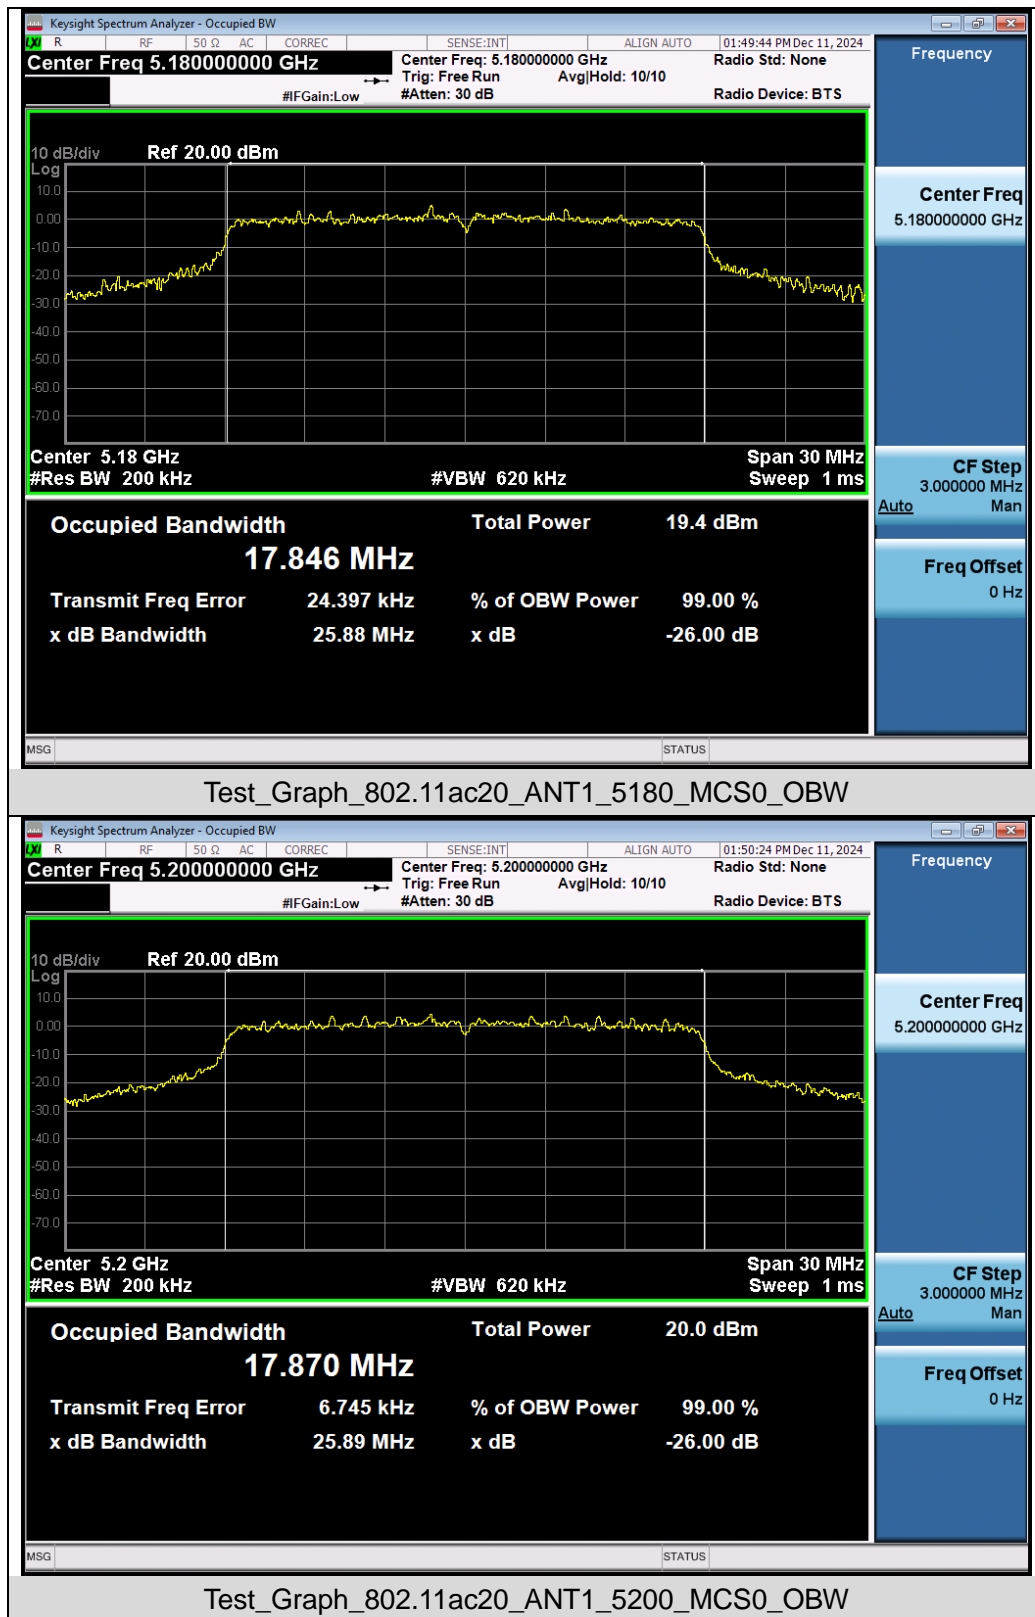 Keysight Spectrum Analyzer - Occupied BW
LXI R RF 50 Ω AC CORREC SENSE:INT ALIGN AUTO 01:49:44 PM Dec 11, 2024
Center Freq 5.180000000 GHz
Center Freq: 5.180000000 GHz
Radio Std: None
Trig: Free Run Avg|Hold: 10/10
#IFGain:Low #Atten: 30 dB Radio Device: BTS
Frequency
10 dB/div Ref 20.00 dBm
Log
10.0
0.00
-10.0
-20.0
-30.0
-40.0
-50.0
-60.0
-70.0
Center 5.18 GHz Span 30 MHz
#Res BW 200 kHz #VBW 620 kHz Sweep 1 ms
Center Freq
5.180000000 GHz
CF Step
3.000000 MHz
Auto Man
Freq Offset
0 Hz
Occupied Bandwidth Total Power 19.4 dBm
17.846 MHz
Transmit Freq Error 24.397 kHz % of OBW Power 99.00 %
x dB Bandwidth 25.88 MHz x dB -26.00 dB
MSG STATUS
Test_Graph_802.11ac20_ANT1_5180_MCS0_OBW
Keysight Spectrum Analyzer - Occupied BW
LXI R RF 50 Ω AC CORREC SENSE:INT ALIGN AUTO 01:50:24 PM Dec 11, 2024
Center Freq 5.200000000 GHz
Center Freq: 5.200000000 GHz
Radio Std: None
Trig: Free Run Avg|Hold: 10/10
#IFGain:Low #Atten: 30 dB Radio Device: BTS
Frequency
10 dB/div Ref 20.00 dBm
Log
10.0
0.00
-10.0
-20.0
-30.0
-40.0
-50.0
-60.0
-70.0
Center 5.2 GHz Span 30 MHz
#Res BW 200 kHz #VBW 620 kHz Sweep 1 ms
Center Freq
5.200000000 GHz
CF Step
3.000000 MHz
Auto Man
Freq Offset
0 Hz
Occupied Bandwidth Total Power 20.0 dBm
17.870 MHz
Transmit Freq Error 6.745 kHz % of OBW Power 99.00 %
x dB Bandwidth 25.89 MHz x dB -26.00 dB
MSG STATUS
Test_Graph_802.11ac20_ANT1_5200_MCS0_OBW